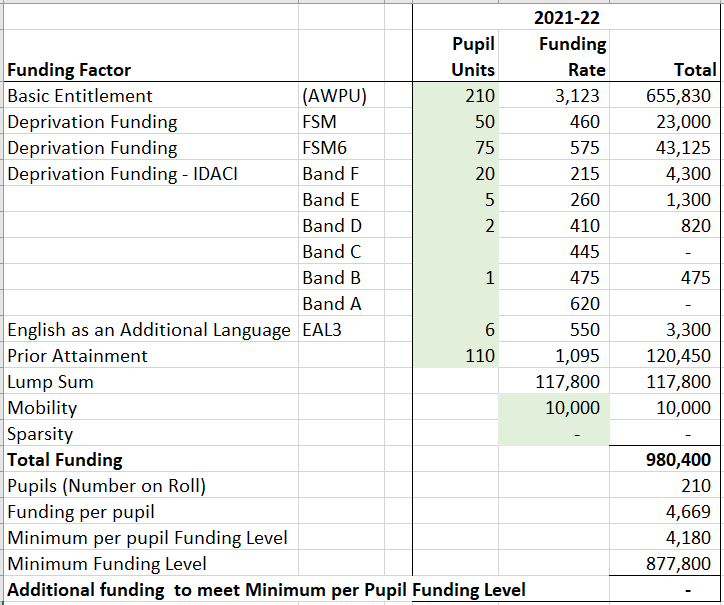 2021-22
Pupil Funding
Funding Factor Units Rate Total
Basic Entitlement (AWPU) 210 3,123 655,830
Deprivation Funding FSM 50 460 23,000
Deprivation Funding FSM6 75 575 43,125
Deprivation Funding - IDACI Band F 20 215 4,300
Band E 5 260 1,300
Band D 2 410 820
Band C 445 -
Band B 1 475 475
Band A 620 -
English as an Additional Language EAL3 6 550 3,300
Prior Attainment 110 1,095 120,450
Lump Sum 117,800 117,800
Mobility 10,000 10,000
Sparsity - -
Total Funding 980,400
Pupils (Number on Roll) 210
Funding per pupil 4,669
Minimum per pupil Funding Level 4,180
Minimum Funding Level 877,800
Additional funding to meet Minimum per Pupil Funding Level -